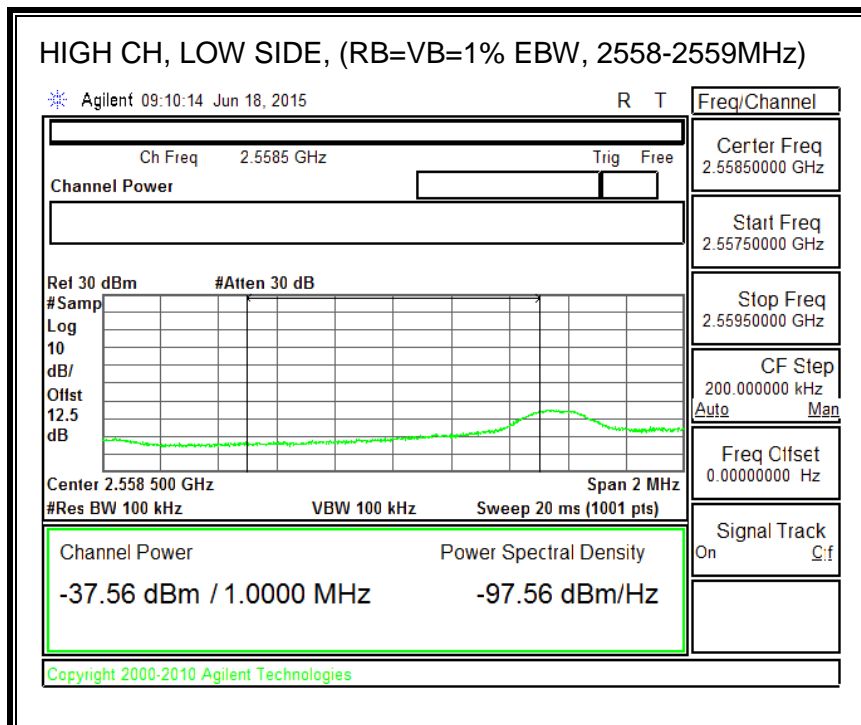 HIGH CH, LOW SIDE, (RB=VB=1% EBW, 2558-2559MHz)
Agilent 09:10:14 Jun 18, 2015 R T
Freq/Channel
Ch Freq 2.5585 GHz Trig Free
Channel Power
Center Freq
2.55850000 GHz
Start Freq
2.55750000 GHz
Stop Freq
2.55950000 GHz
CF Step
200.000000 kHz
Auto Man
Freq Offset
0.00000000 Hz
Signal Track
On Off
Ref 30 dBm #Atten 30 dB
#Samp
Log
10
dB/
Offst
12.5
dB
Center 2.558 500 GHz Span 2 MHz
#Res BW 100 kHz VBW 100 kHz Sweep 20 ms (1001 pts)
Channel Power Power Spectral Density
-37.56 dBm / 1.0000 MHz -97.56 dBm/Hz
Copyright 2000-2010 Agilent Technologies